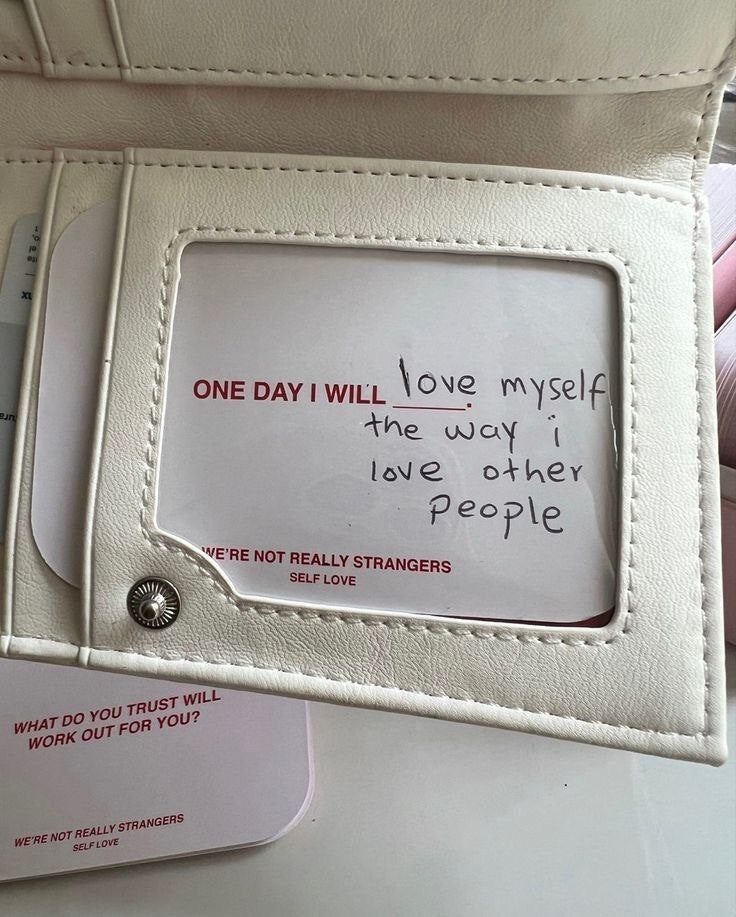 ONE DAY I WILL love myself
the way i
love other
People
WE'RE NOT REALLY STRANGERS
SELF LOVE
WHAT DO YOU TRUST WILL
WORK OUT FOR YOU?
WE'RE NOT REALLY STRANGERS
SELF LOVE